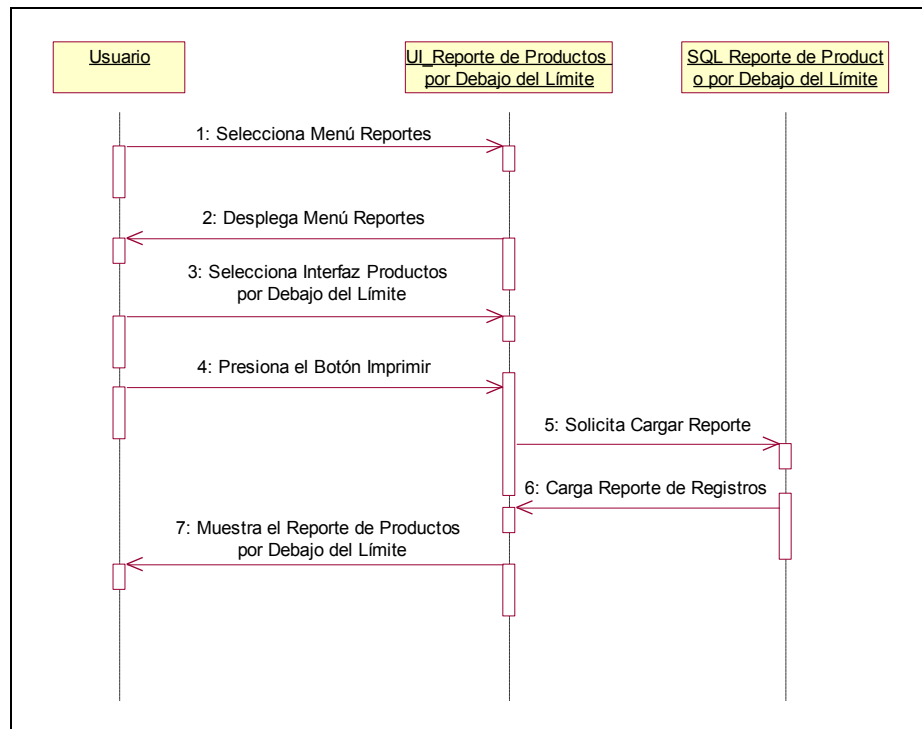 Usuario
UI_Reporte de Productos
por Debajo del Límite
SQL Reporte de Product
o por Debajo del Límite
1: Selecciona Menú Reportes
2: Desplega Menú Reportes
3: Selecciona Interfaz Productos
por Debajo del Límite
4: Presiona el Botón Imprimir
5: Solicita Cargar Reporte
6: Carga Reporte de Registros
7: Muestra el Reporte de Productos
por Debajo del Límite